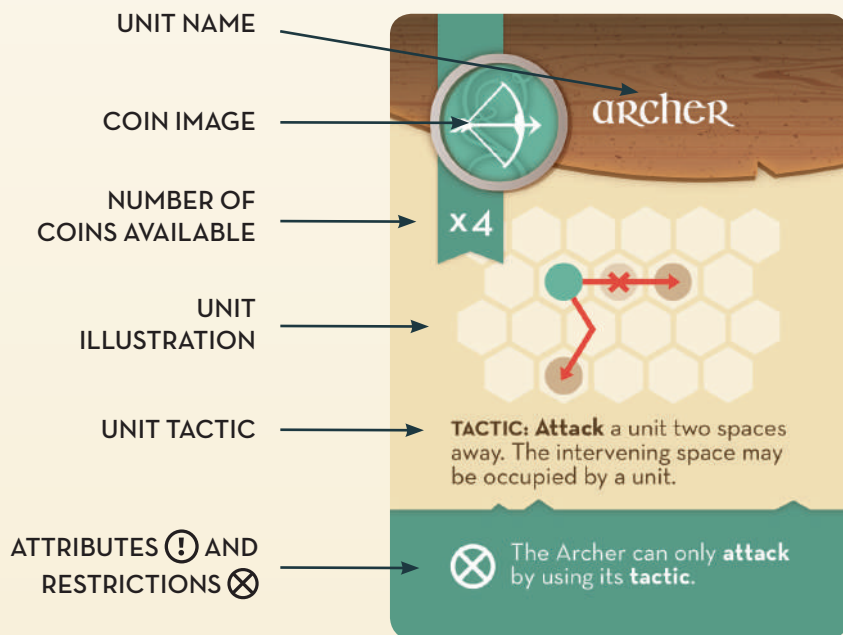 UNIT NAME
COIN IMAGE
NUMBER OF
COINS AVAILABLE
UNIT
ILLUSTRATION
UNIT TACTIC
ATTRIBUTES (!) AND
RESTRICTIONS ⊗
archer
x4
TACTIC: Attack a unit two spaces
away. The intervening space may
be occupied by a unit.
⊗ The Archer can only attack
by using its tactic.